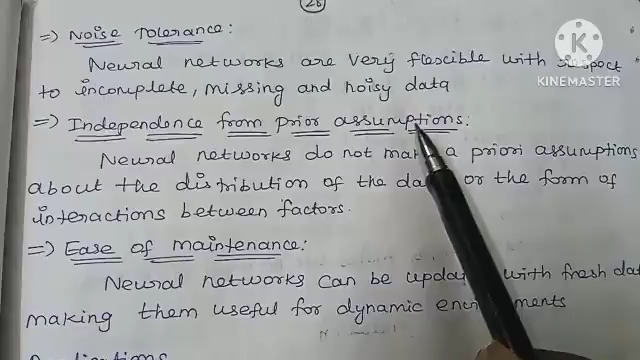 28
=> Noise Tolerance:
Neural networks are very flexible with respect
to incomplete, missing and noisy data
=> Independence from prior assumptions:
Neural networks do not make a priori assumptions
about the distribution of the data or the form of
interactions between factors.
=> Ease of maintenance:
Neural networks can be updated with fresh dat
making them useful for dynamic environments
K
KINEMASTER